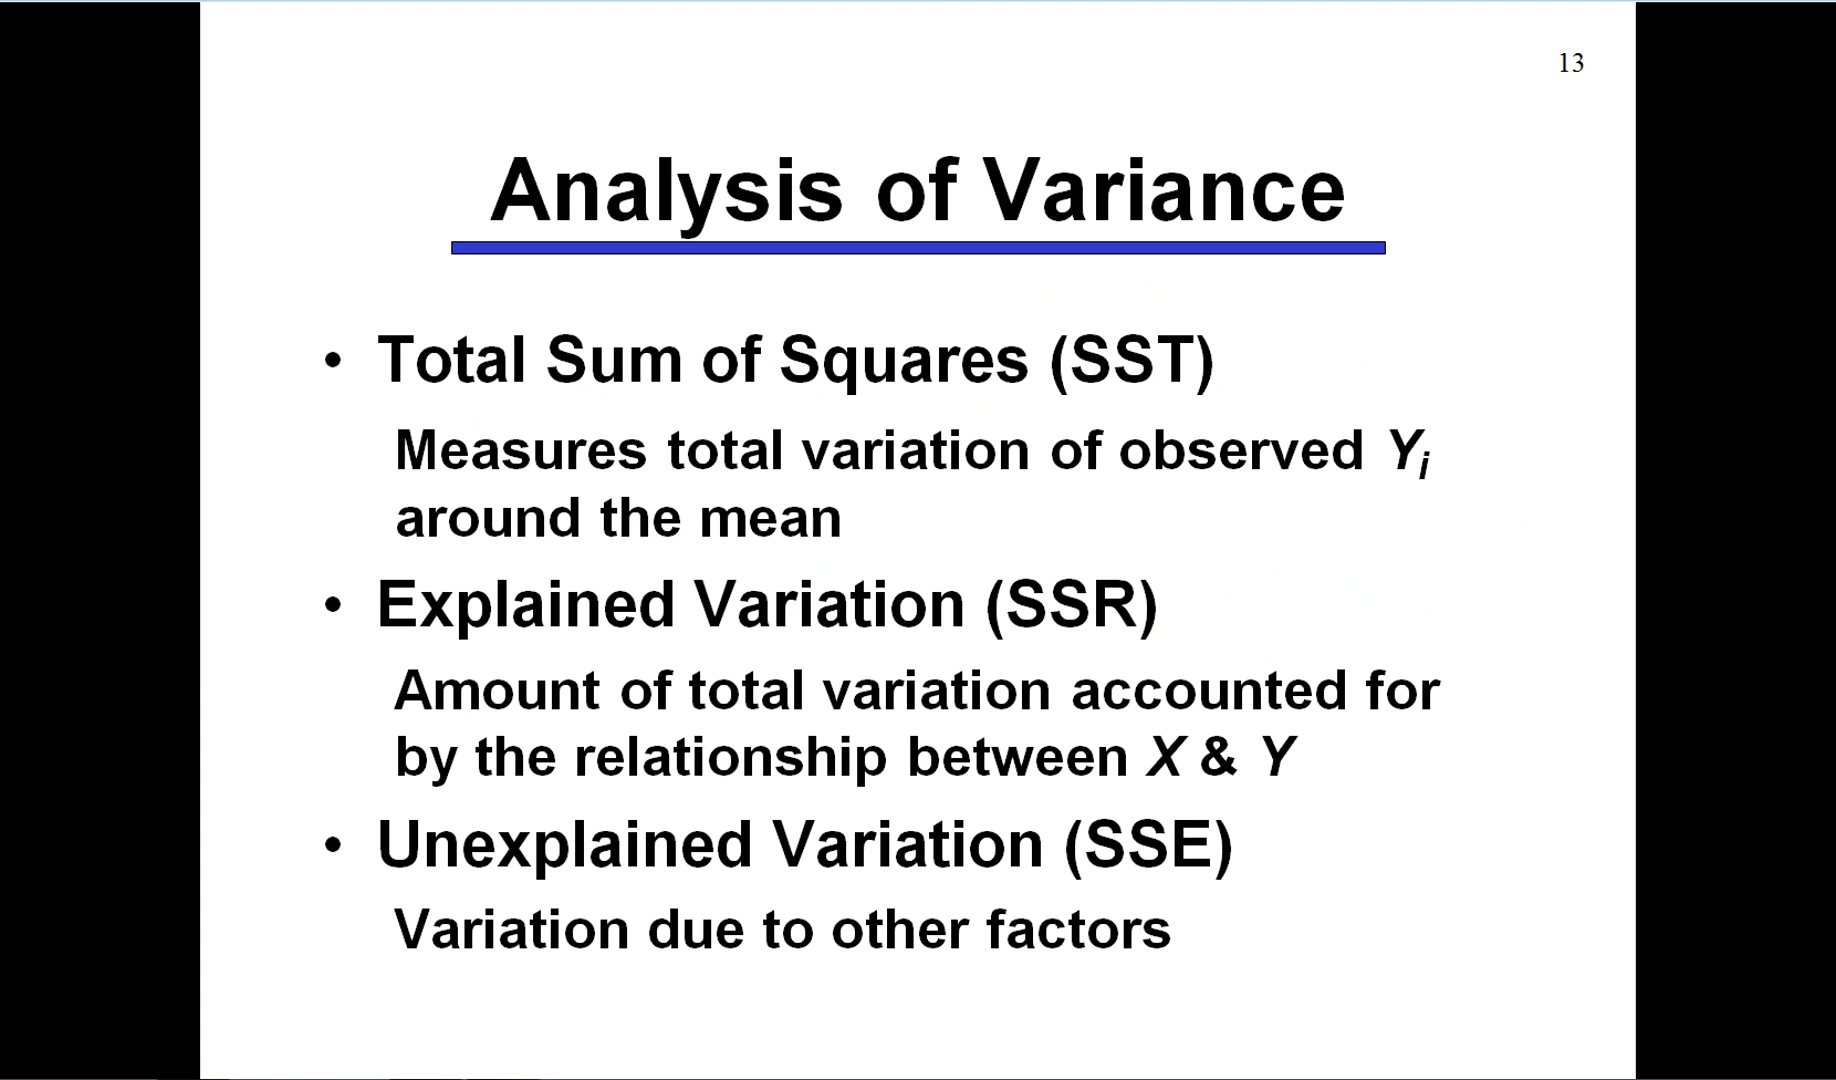 13
Analysis of Variance
• Total Sum of Squares (SST)
Measures total variation of observed Yi
around the mean
• Explained Variation (SSR)
Amount of total variation accounted for
by the relationship between X & Y
• Unexplained Variation (SSE)
Variation due to other factors